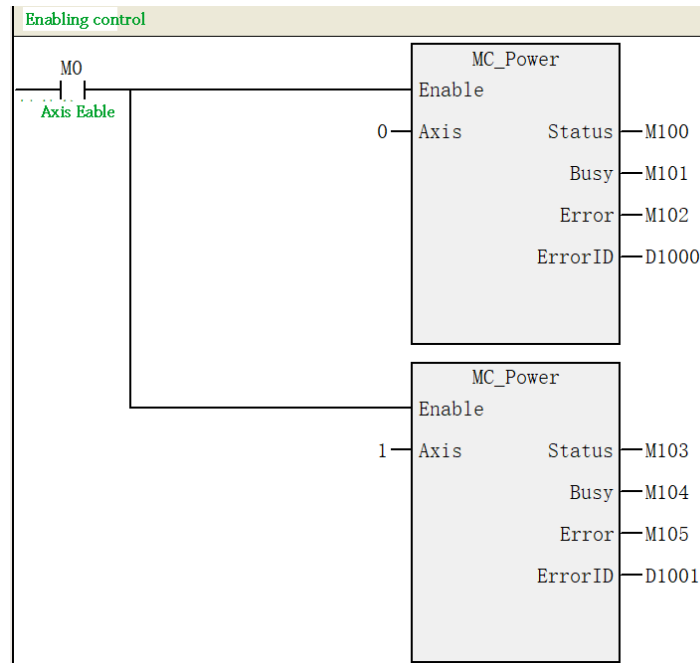 Enabling control
M0
Axis Eable
MC_Power
Enable
0 Axis Status M100
Busy M101
Error M102
ErrorID D1000
MC_Power
Enable
1 Axis Status M103
Busy M104
Error M105
ErrorID D1001